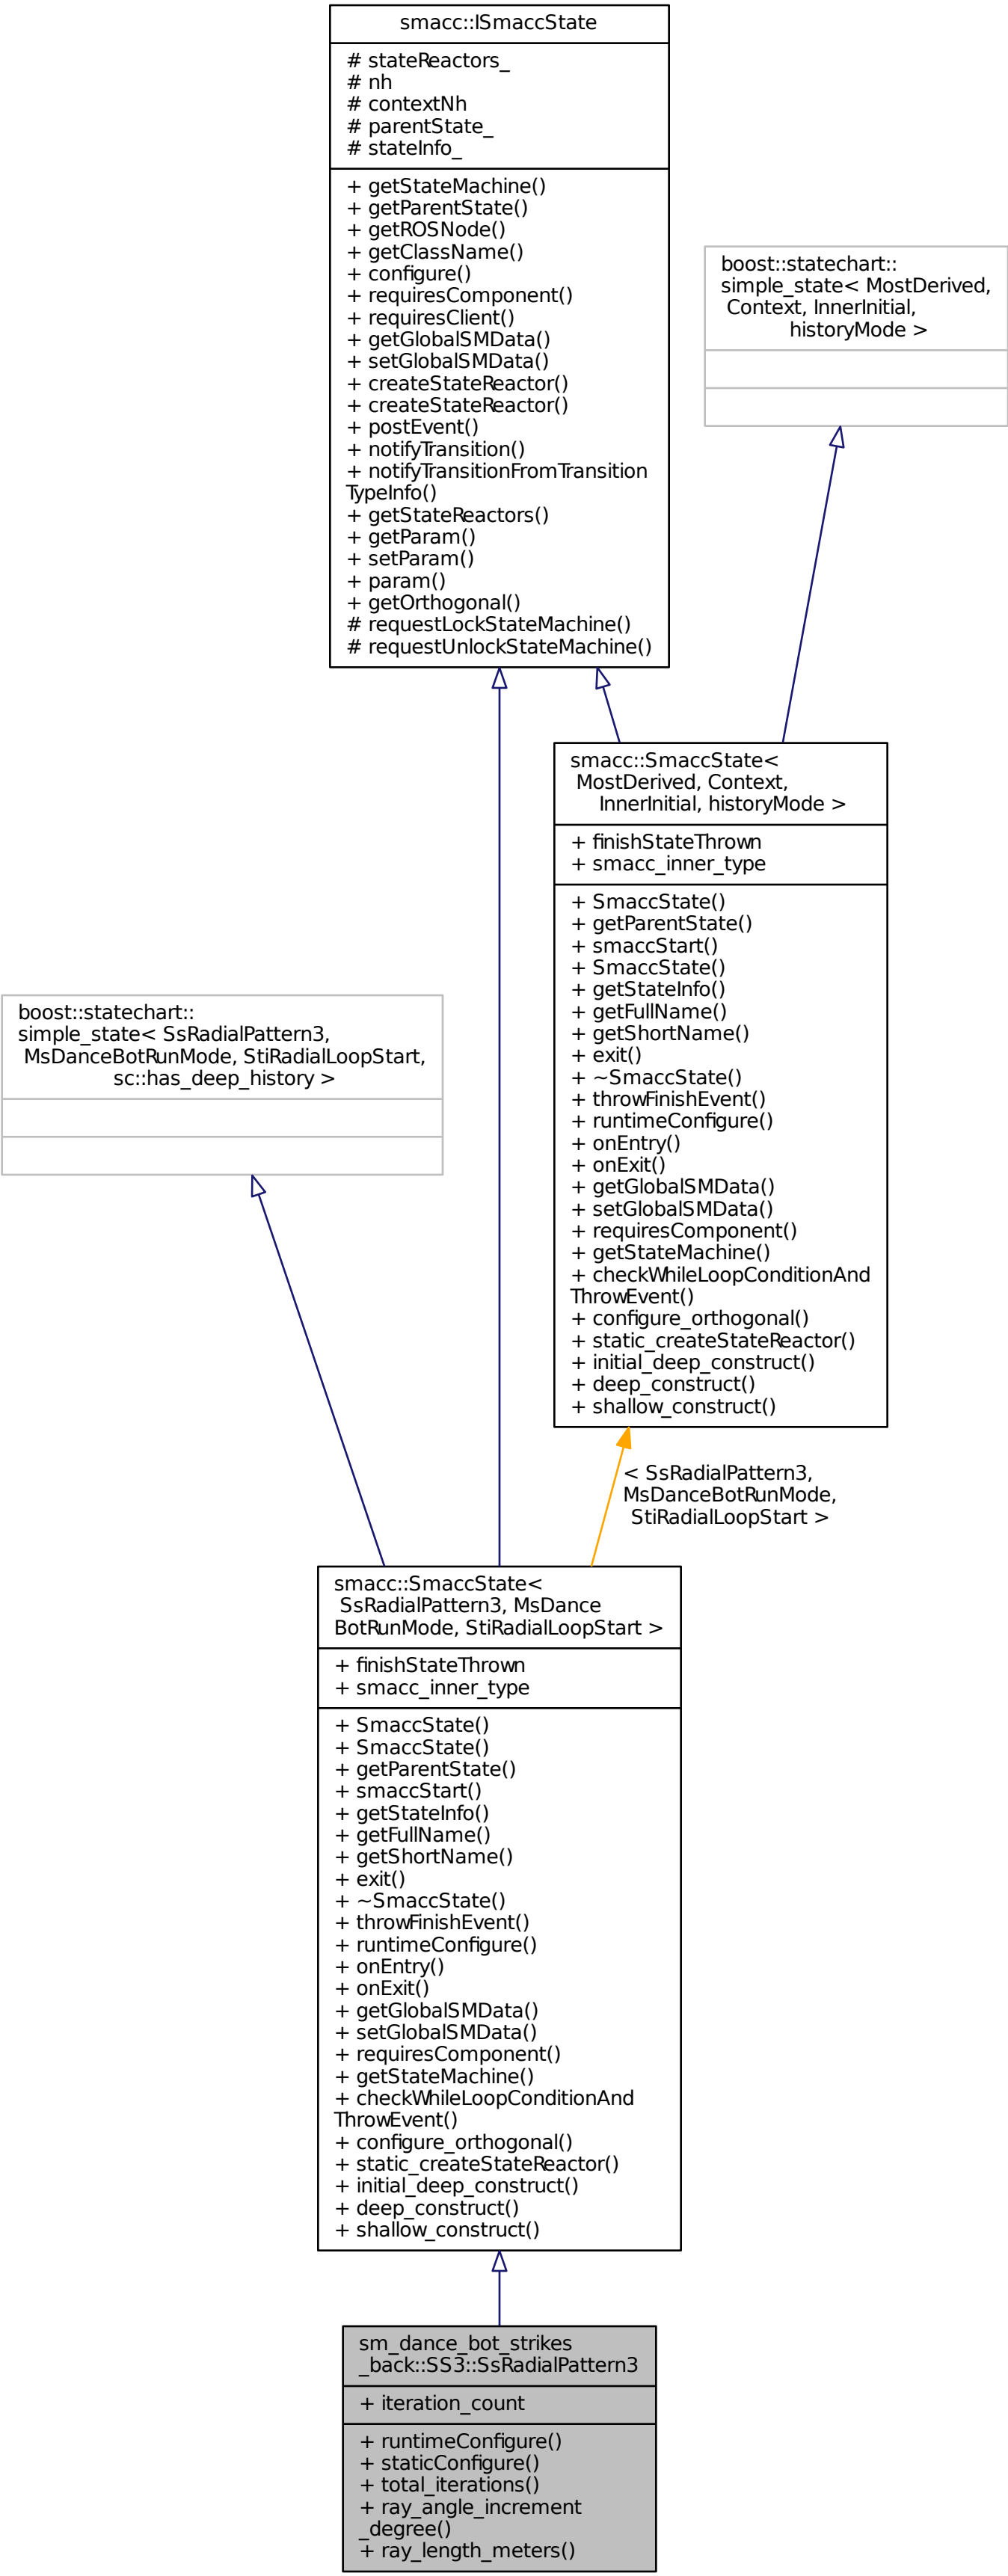 smacc::ISmaccState
# stateReactors_
# nh
# contextNh
# parentState_
# stateInfo_
+ getStateMachine()
+ getParentState()
+ getROSNode()
+ getClassName()
+ configure()
+ requiresComponent()
+ requiresClient()
+ getGlobalSMData()
+ setGlobalSMData()
+ createStateReactor()
+ createStateReactor()
+ postEvent()
+ notifyTransition()
+ notifyTransitionFromTransition
TypeInfo()
+ getStateReactors()
+ getParam()
+ setParam()
+ param()
+ getOrthogonal()
# requestLockStateMachine()
# requestUnlockStateMachine()
boost::statechart::
simple_state< MostDerived,
Context, InnerInitial,
historyMode >
smacc::SmaccState<
MostDerived, Context,
InnerInitial, historyMode >
+ finishStateThrown
+ smacc_inner_type
+ SmaccState()
+ getParentState()
+ smaccStart()
+ SmaccState()
+ getStateInfo()
+ getFullName()
+ getShortName()
+ exit()
+ ~SmaccState()
+ throwFinishEvent()
+ runtimeConfigure()
+ onEntry()
+ onExit()
+ getGlobalSMData()
+ setGlobalSMData()
+ requiresComponent()
+ getStateMachine()
+ checkWhileLoopConditionAnd
ThrowEvent()
+ configure_orthogonal()
+ static_createStateReactor()
+ initial_deep_construct()
+ deep_construct()
+ shallow_construct()
boost::statechart::
simple_state< SsRadialPattern3,
MsDanceBotRunMode, StiRadialLoopStart,
sc::has_deep_history >
< SsRadialPattern3,
MsDanceBotRunMode,
StiRadialLoopStart >
smacc::SmaccState<
SsRadialPattern3, MsDance
BotRunMode, StiRadialLoopStart >
+ finishStateThrown
+ smacc_inner_type
+ SmaccState()
+ SmaccState()
+ getParentState()
+ smaccStart()
+ getStateInfo()
+ getFullName()
+ getShortName()
+ exit()
+ ~SmaccState()
+ throwFinishEvent()
+ runtimeConfigure()
+ onEntry()
+ onExit()
+ getGlobalSMData()
+ setGlobalSMData()
+ requiresComponent()
+ getStateMachine()
+ checkWhileLoopConditionAnd
ThrowEvent()
+ configure_orthogonal()
+ static_createStateReactor()
+ initial_deep_construct()
+ deep_construct()
+ shallow_construct()
sm_dance_bot_strikes
_back::SS3::SsRadialPattern3
+ iteration_count
+ runtimeConfigure()
+ staticConfigure()
+ total_iterations()
+ ray_angle_increment
_degree()
+ ray_length_meters()